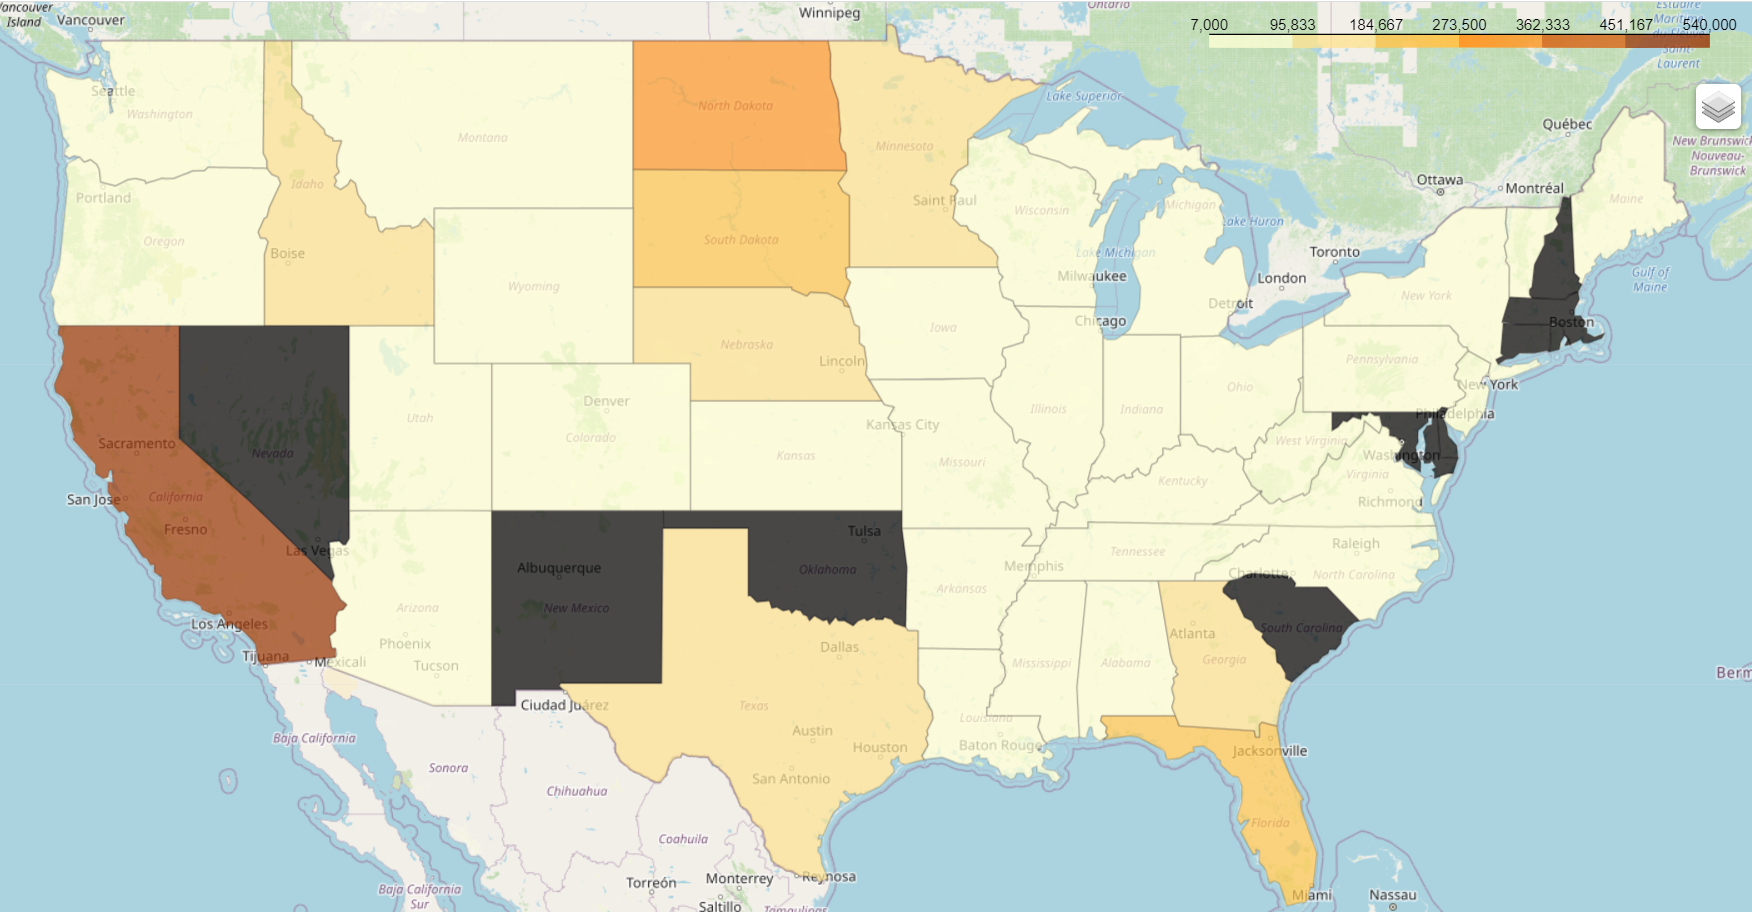 Vancouver
Island
Vancouver
Winnipeg
Ontario
Estuaire
Maritime
du Fleuve
Saint-
Laurent
7,000 95,833 184,667 273,500 362,333 451,167 540,000
Seattle
Washington
Montana
North Dakota
Minnesota
Lake Superior
Québec
New Brunswick
Nouveau-
Brunswick
Portland
Idaho
Saint Paul
Wisconsin
Michigan
Ottawa
Montréal
Maine
Oregon
Boise
South Dakota
Lake Huron
Lake Michigan
Toronto
Wyoming
Milwaukee
London
Gulf of
Maine
Detroit
New York
Chicago
Boston
Iowa
Nebraska
Lincoln
Pennsylvania
New York
Ohio
Utah
Denver
Colorado
Illinois
Indiana
Philadelphia
Kansas City
Sacramento
Nevada
Kansas
Missouri
West Virginia
Washington
Virginia
Kentucky
Richmond
San Jose
California
Fresno
Las Vegas
Tulsa
Albuquerque
Oklahoma
Memphis
Tennessee
Raleigh
Charlotte
North Carolina
Arkansas
Arizona
New Mexico
Los Angeles
Phoenix
Dallas
Atlanta
South Carolina
Tijuana
Mexicali
Tucson
Mississippi
Alabama
Georgia
Berm
Ciudad Juárez
Texas
Louisiana
Baja California
Austin
Houston
Baton Rouge
Jacksonville
Sonora
Chihuahua
San Antonio
Florida
Coahuila
Torreón
Monterrey
Reynosa
Baja California
Sur
Saltillo
Tamaulipas
Miami
Nassau